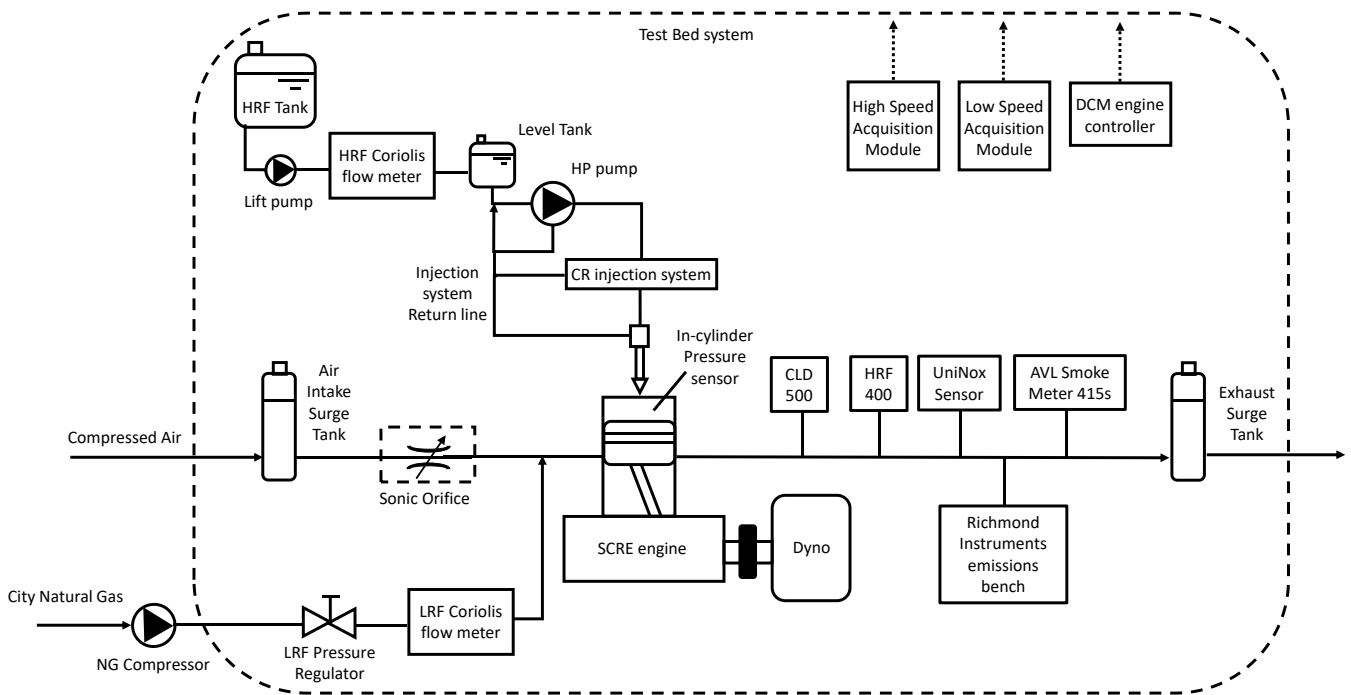 Test Bed system
HRF Tank
Lift pump
HRF Coriolis
flow meter
Level Tank
HP pump
High Speed
Acquisition
Module
Low Speed
Acquisition
Module
DCM engine
controller
Injection
system
Return line
CR injection system
In-cylinder
Pressure
sensor
Compressed Air
Air
Intake
Surge
Tank
Sonic Orifice
CLD
500
HRF
400
UniNox
Sensor
AVL Smoke
Meter 415s
Exhaust
Surge
Tank
SCRE engine
Dyno
Richmond
Instruments
emissions
bench
City Natural Gas
NG Compressor
LRF Pressure
Regulator
LRF Coriolis
flow meter